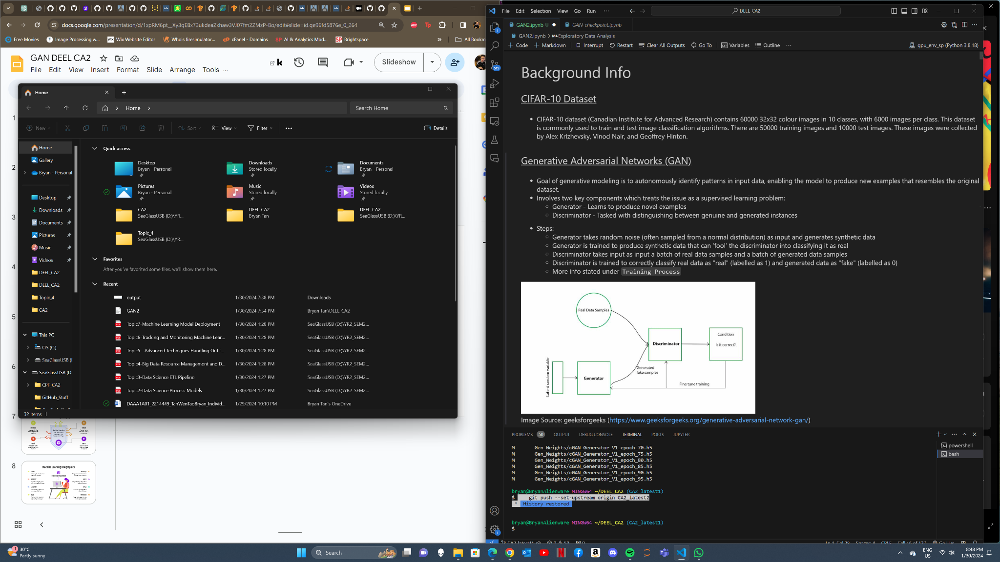 docs.google.com/presentation/d/1xpRM6pt__Xy3gEBx73ukdeaZxhaw3VJ07fm2ZMzP-Bo/edit#slide=id.ge96fd5876e_0_264
Free Movies
Image Processing w...
Wix Website Editor
Whois firesimulator...
cPanel - Domains
AI & Analytics Mod...
Brightspace
»
All Bookm
GAN DEEL CA2
File Edit View Insert Format Slide Arrange Tools ...
Slideshow
Home
Home
Search Home
New
Sort
View
Filter
Details
Home
Gallery
Bryan - Personal
Desktop
Downloads
Documents
Pictures
Music
Videos
DEEL_CA2
DEEL_CA2
Topic_4
CA2
This PC
OS (C:)
SeaGlassUSB (D:
CPF_CA2
GitHub_Stuff
Quick access
Desktop
Bryan - Personal
Downloads
Stored locally
Documents
Bryan - Personal
Pictures
Bryan - Personal
Music
Stored locally
Videos
Stored locally
CA2
SeaGlassUSB (D:)\YR...
DEEL_CA2
Bryan Tan
DEEL_CA2
SeaGlassUSB (D:)\YR...
Topic_4
SeaGlassUSB (D:)\YR...
Favorites
After you've favorited some files, we'll show them here.
Recent
output 1/30/2024 7:38 PM Downloads
GAN2 1/30/2024 7:34 PM Bryan Tan\DEEL_CA2
Topic7-Machine Learning Model Deployment 1/30/2024 1:28 PM SeaGlassUSB (D:)\YR2_SEM2...
Topic6-Tracking and Monitoring Machine Lear... 1/30/2024 1:28 PM SeaGlassUSB (D:)\YR2_SEM2...
Topic5 - Advanced Techniques Handling Outli... 1/30/2024 1:28 PM SeaGlassUSB (D:)\YR2_SEM2...
Topic4-Big Data Resource Management and D... 1/30/2024 1:28 PM SeaGlassUSB (D:)\YR2_SEM2...
Topic3-Data Science ETL Pipeline 1/30/2024 1:27 PM SeaGlassUSB (D:)\YR2_SEM2...
Topic2-Data Science Process Models 1/30/2024 1:27 PM SeaGlassUSB (D:)\YR2_SEM2...
DAAA1A01_2214449_TanWenTaoBryan_Individ... 1/29/2024 10:10 PM Bryan Tan's OneDrive
32 items
1
2
3
4
5
6
7
8
Machine Learning Infographics
AI
File Edit Selection View Go Run ...
DEEL_CA2
GAN2.ipynb U
GAN checkpoint.ipynb
GAN2.ipynb > M↓Exploratory Data Analysis
Code
Markdown
Interrupt
Restart
Clear All Outputs
Go To
Variables
Outline
gpu_env_sp (Python 3.8.18)
1
519
Background Info
CIFAR-10 Dataset
CIFAR-10 dataset (Canadian Institute for Advanced Research) contains 60000 32x32 colour images in 10 classes, with 6000 images per class. This dataset
is commonly used to train and test image classification algorithms. There are 50000 training images and 10000 test images. These images were collected
by Alex Krizhevsky, Vinod Nair, and Geoffrey Hinton.
Generative Adversarial Networks (GAN)
Goal of generative modeling is to autonomously identify patterns in input data, enabling the model to produce new examples that resembles the original
dataset.
Involves two key components which treats the issue as a supervised learning problem:
Generator - Learns to produce novel examples
Discriminator - Tasked with distinguishing between genuine and generated instances
Steps:
Generator takes random noise (often sampled from a normal distribution) as input and generates synthetic data
Generator is trained to produce synthetic data that can 'fool' the discriminator into classifying it as real
Discriminator takes input as input a batch of real data samples and a batch of generated data samples
Discriminator is trained to correctly classify real data as "real" (labelled as 1) and generated data as "fake" (labelled as 0)
More info stated under Training Process
Real Data Samples
Discriminator
Condition
Is it correct?
Latent random variable
Generator
Generated
fake samples
Fine tune training
Image Source: geeksforgeeks (https://www.geeksforgeeks.org/generative-adversarial-network-gan/)
PROBLEMS 50 OUTPUT DEBUG CONSOLE TERMINAL PORTS JUPYTER
M Gen_Weights/cGAN_Generator_V1_epoch_70.h5
M Gen_Weights/cGAN_Generator_V1_epoch_75.h5
M Gen_Weights/cGAN_Generator_V1_epoch_80.h5
M Gen_Weights/cGAN_Generator_V1_epoch_85.h5
M Gen_Weights/cGAN_Generator_V1_epoch_90.h5
M Gen_Weights/cGAN_Generator_V1_epoch_95.h5
bryan@BryanAlienware MINGW64 ~/DEEL_CA2 (CA2_latest1)
$ git push --set-upstream origin CA2_latest2
* History restored
bryan@BryanAlienware MINGW64 ~/DEEL_CA2 (CA2_latest1)
$
powershell
bash
1
30°C
Partly sunny
Search
ENG
US
8:48 PM
1/30/2024